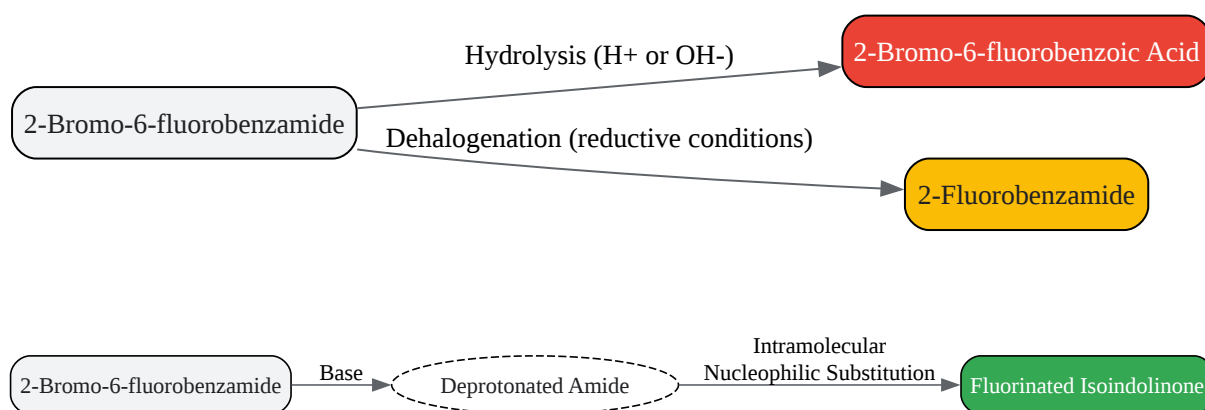 2-Bromo-6-fluorobenzoic Acid
Hydrolysis (H+ or OH-)
2-Bromo-6-fluorobenzamide
Dehalogenation (reductive conditions)
2-Fluorobenzamide
Intramolecular
Nucleophilic Substitution
2-Bromo-6-fluorobenzamide
Base
Deprotonated Amide
Fluorinated Isoindolinone